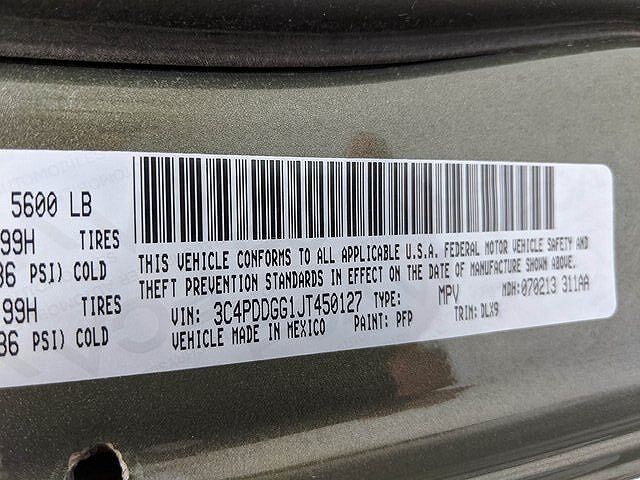 5600 LB
99H TIRES
36 PSI) COLD
99H TIRES
36 PSI) COLD
THIS VEHICLE CONFORMS TO ALL APPLICABLE U.S.A. FEDERAL MOTOR VEHICLE SAFETY AND
THEFT PREVENTION STANDARDS IN EFFECT ON THE DATE OF MANUFACTURE SHOWN ABOVE.
VIN: 3C4PDDGG1JT450127 TYPE: MPV MDH: 070213 311AA
VEHICLE MADE IN MEXICO PAINT: PFP TRIM: DLX9